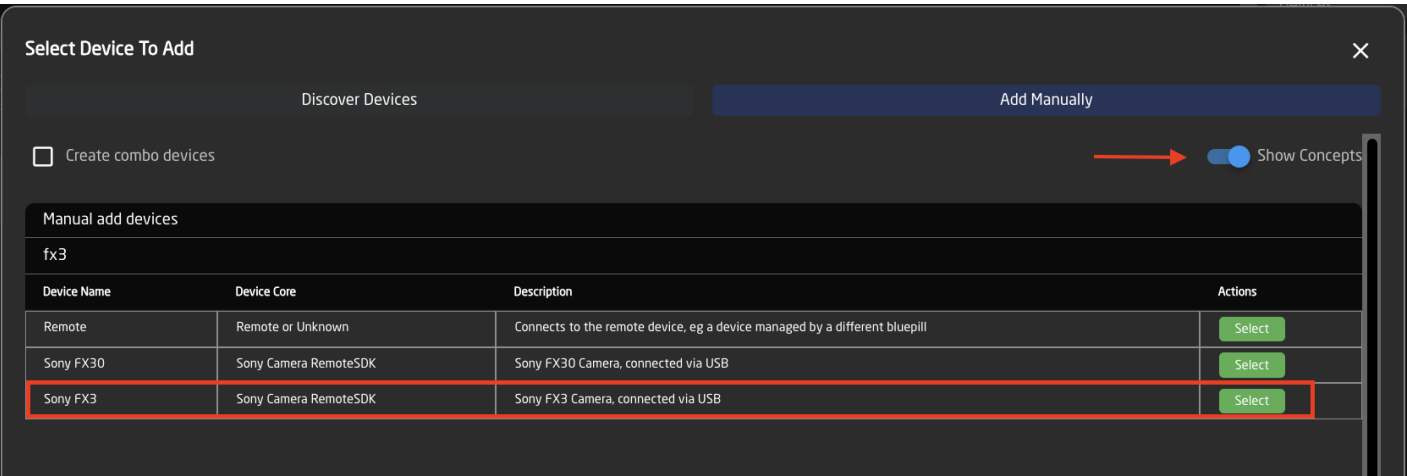 Select Device To Add
Discover Devices
Add Manually
Create combo devices
Show Concepts
Manual add devices
fx3
Device Name Device Core Description Actions
Remote Remote or Unknown Connects to the remote device, eg a device managed by a different bluepill Select
Sony FX30 Sony Camera RemoteSDK Sony FX30 Camera, connected via USB Select
Sony FX3 Sony Camera RemoteSDK Sony FX3 Camera, connected via USB Select